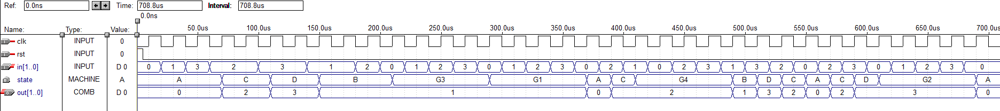 Ref: 0.0ns Time: 708.8us Interval: 708.8us
0.0ns
Name: Type: Value: 50.0us 100.0us 150.0us 200.0us 250.0us 300.0us 350.0us 400.0us 450.0us 500.0us 550.0us 600.0us 650.0us 700.0us
clk INPUT 0
rst INPUT 0
in[1..0] INPUT D 0 0 1 3 2 3 1 2 0 1 2 3 0 1 2 3 0 2 1 0 2 3 1 3 2 0 2 3 0 1 2 3 0
state MACHINE A A C D B G3 G1 A C G4 B D C A C D G2 A
out[1..0] COMB D 0 0 2 3 1 0 2 1 3 2 0 2 3 0